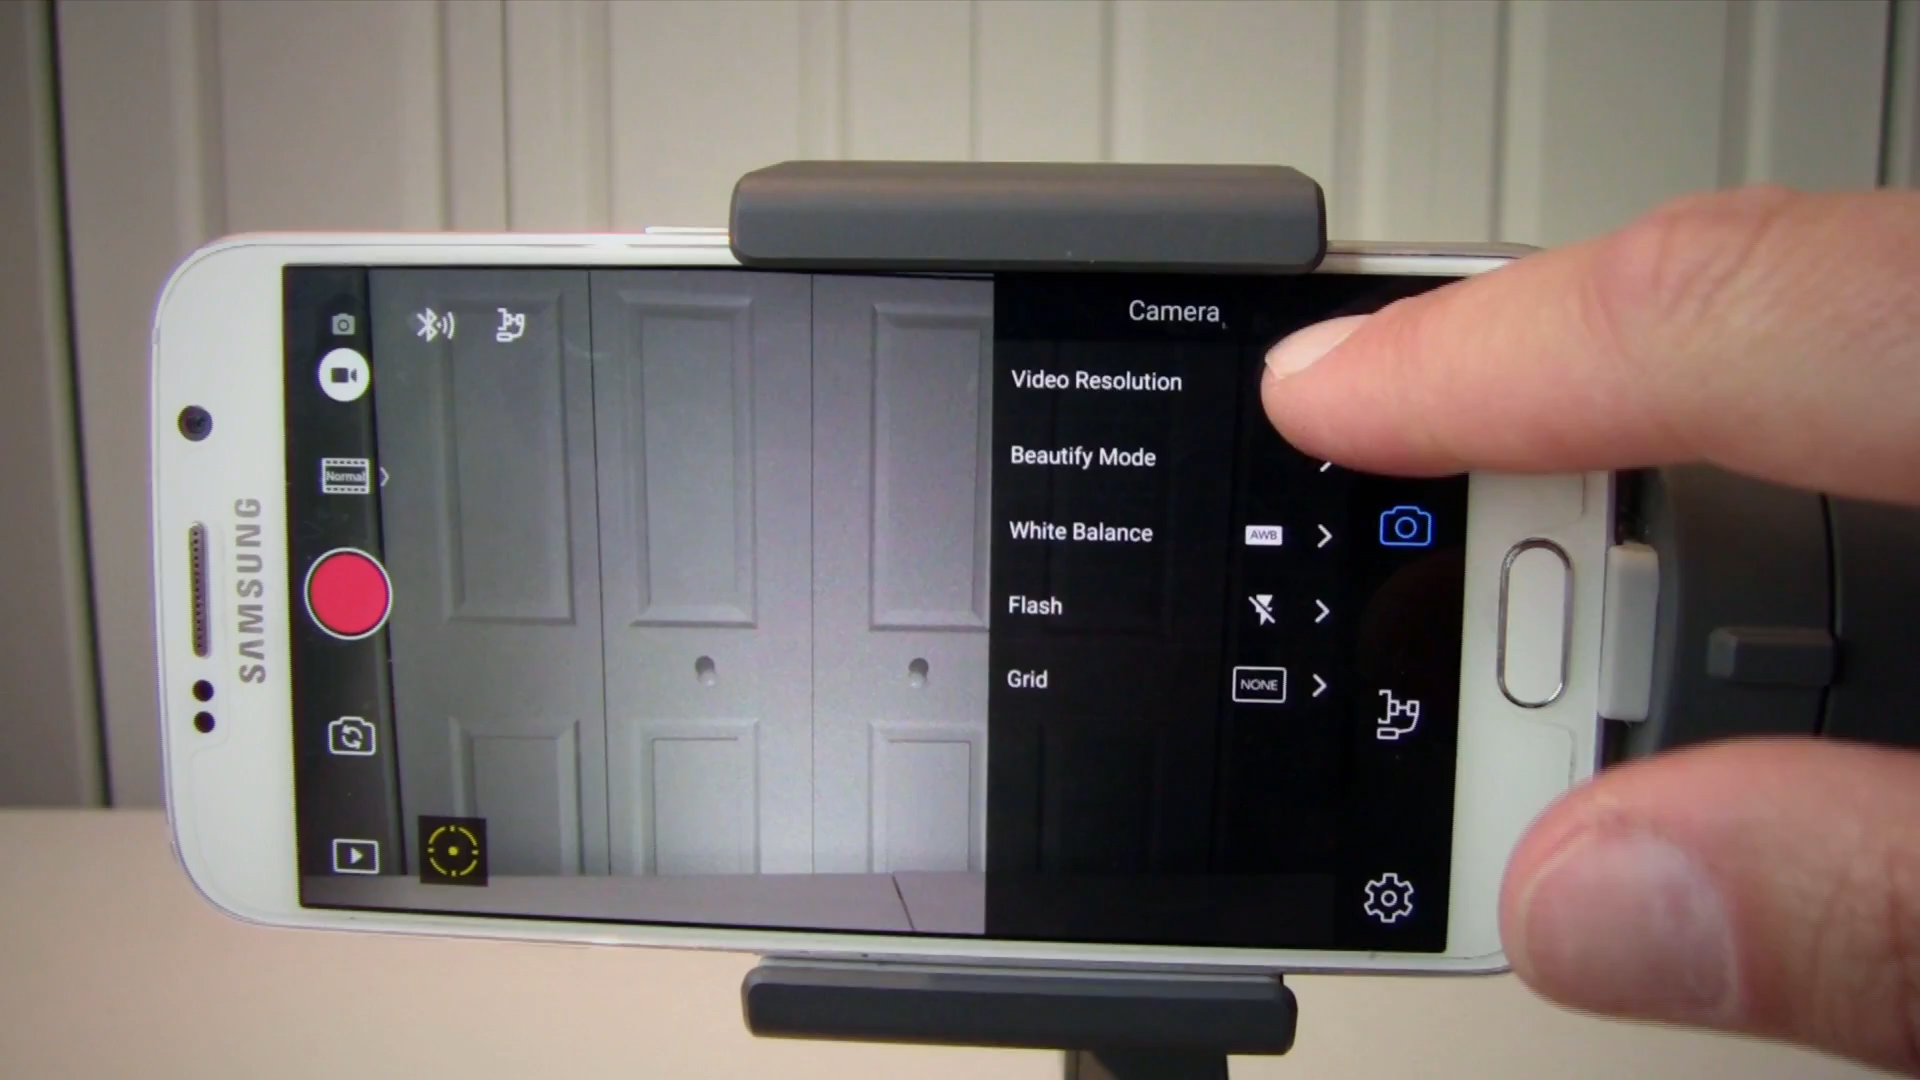 SAMSUNG
Normal
Camera
Video Resolution
Beautify Mode
White Balance AWB
Flash
Grid NONE